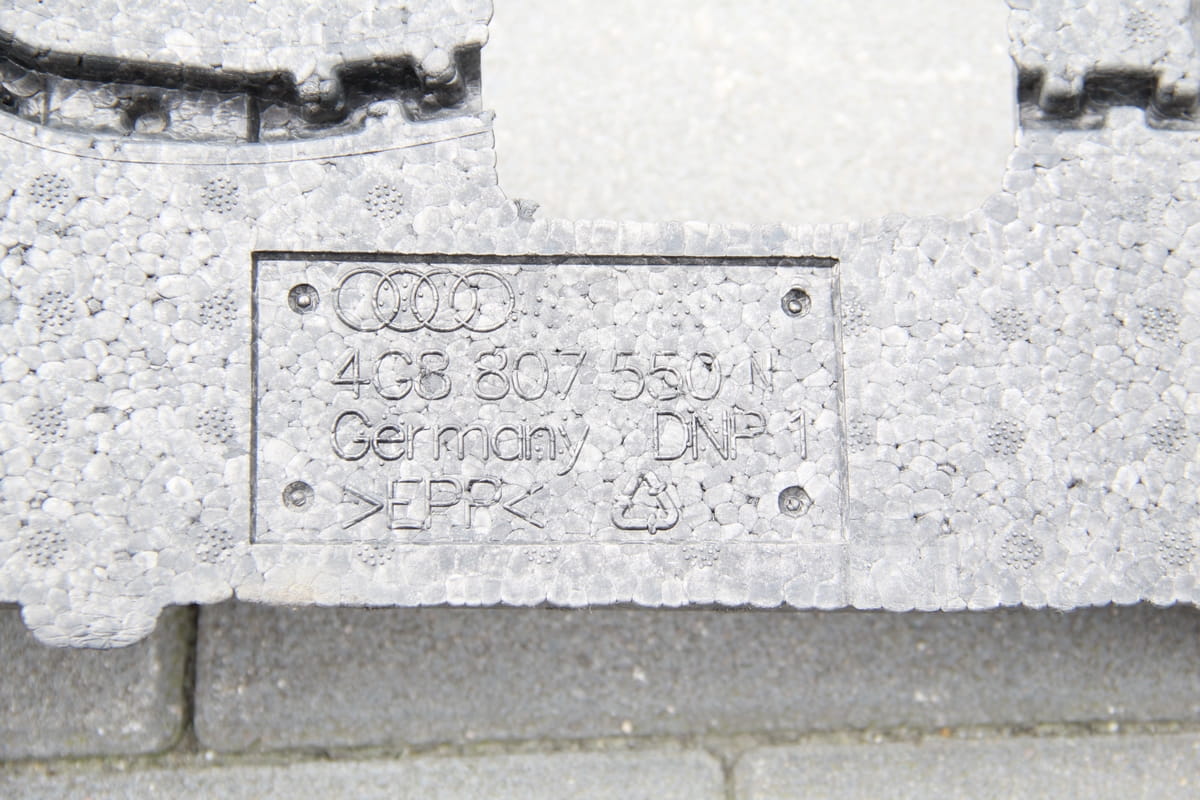 4G8 807 550 N
Germany DNP 1
>EPP<